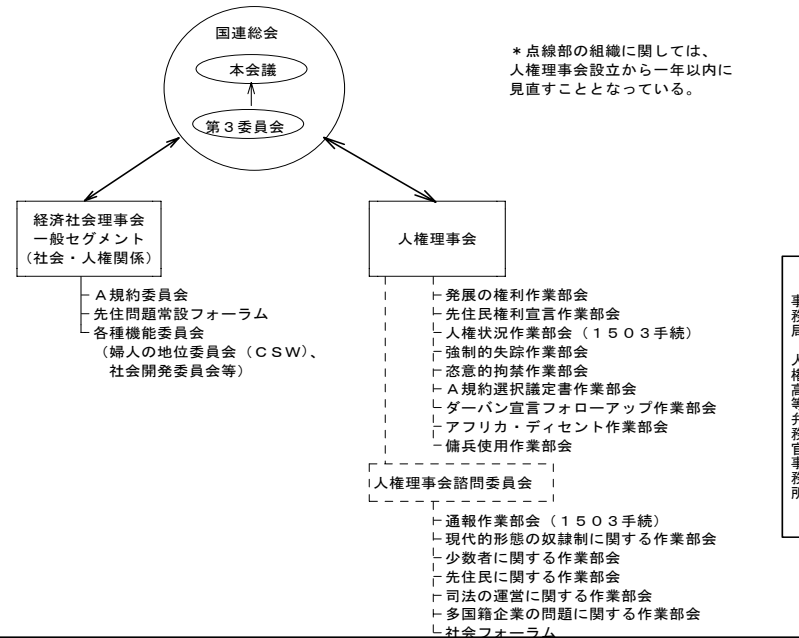 国連総会
本会議
第３委員会
＊点線部の組織に関しては、
人権理事会設立から一年以内に
見直すこととなっている。
経済社会理事会
一般セグメント
（社会・人権関係）
Ａ規約委員会
先住問題常設フォーラム
各種機能委員会
（婦人の地位委員会（ＣＳＷ）、
社会開発委員会等）
人権理事会
発展の権利作業部会
先住民権利宣言作業部会
人権状況作業部会（１５０３手続）
強制的失踪作業部会
恣意的拘禁作業部会
Ａ規約選択議定書作業部会
ダーバン宣言フォローアップ作業部会
アフリカ・ディセント作業部会
傭兵使用作業部会
人権理事会諮問委員会
通報作業部会（１５０３手続）
現代的形態の奴隷制に関する作業部会
少数者に関する作業部会
先住民に関する作業部会
司法の運営に関する作業部会
多国籍企業の問題に関する作業部会
社会フォーラム
事務局 人権高等弁務官事務所